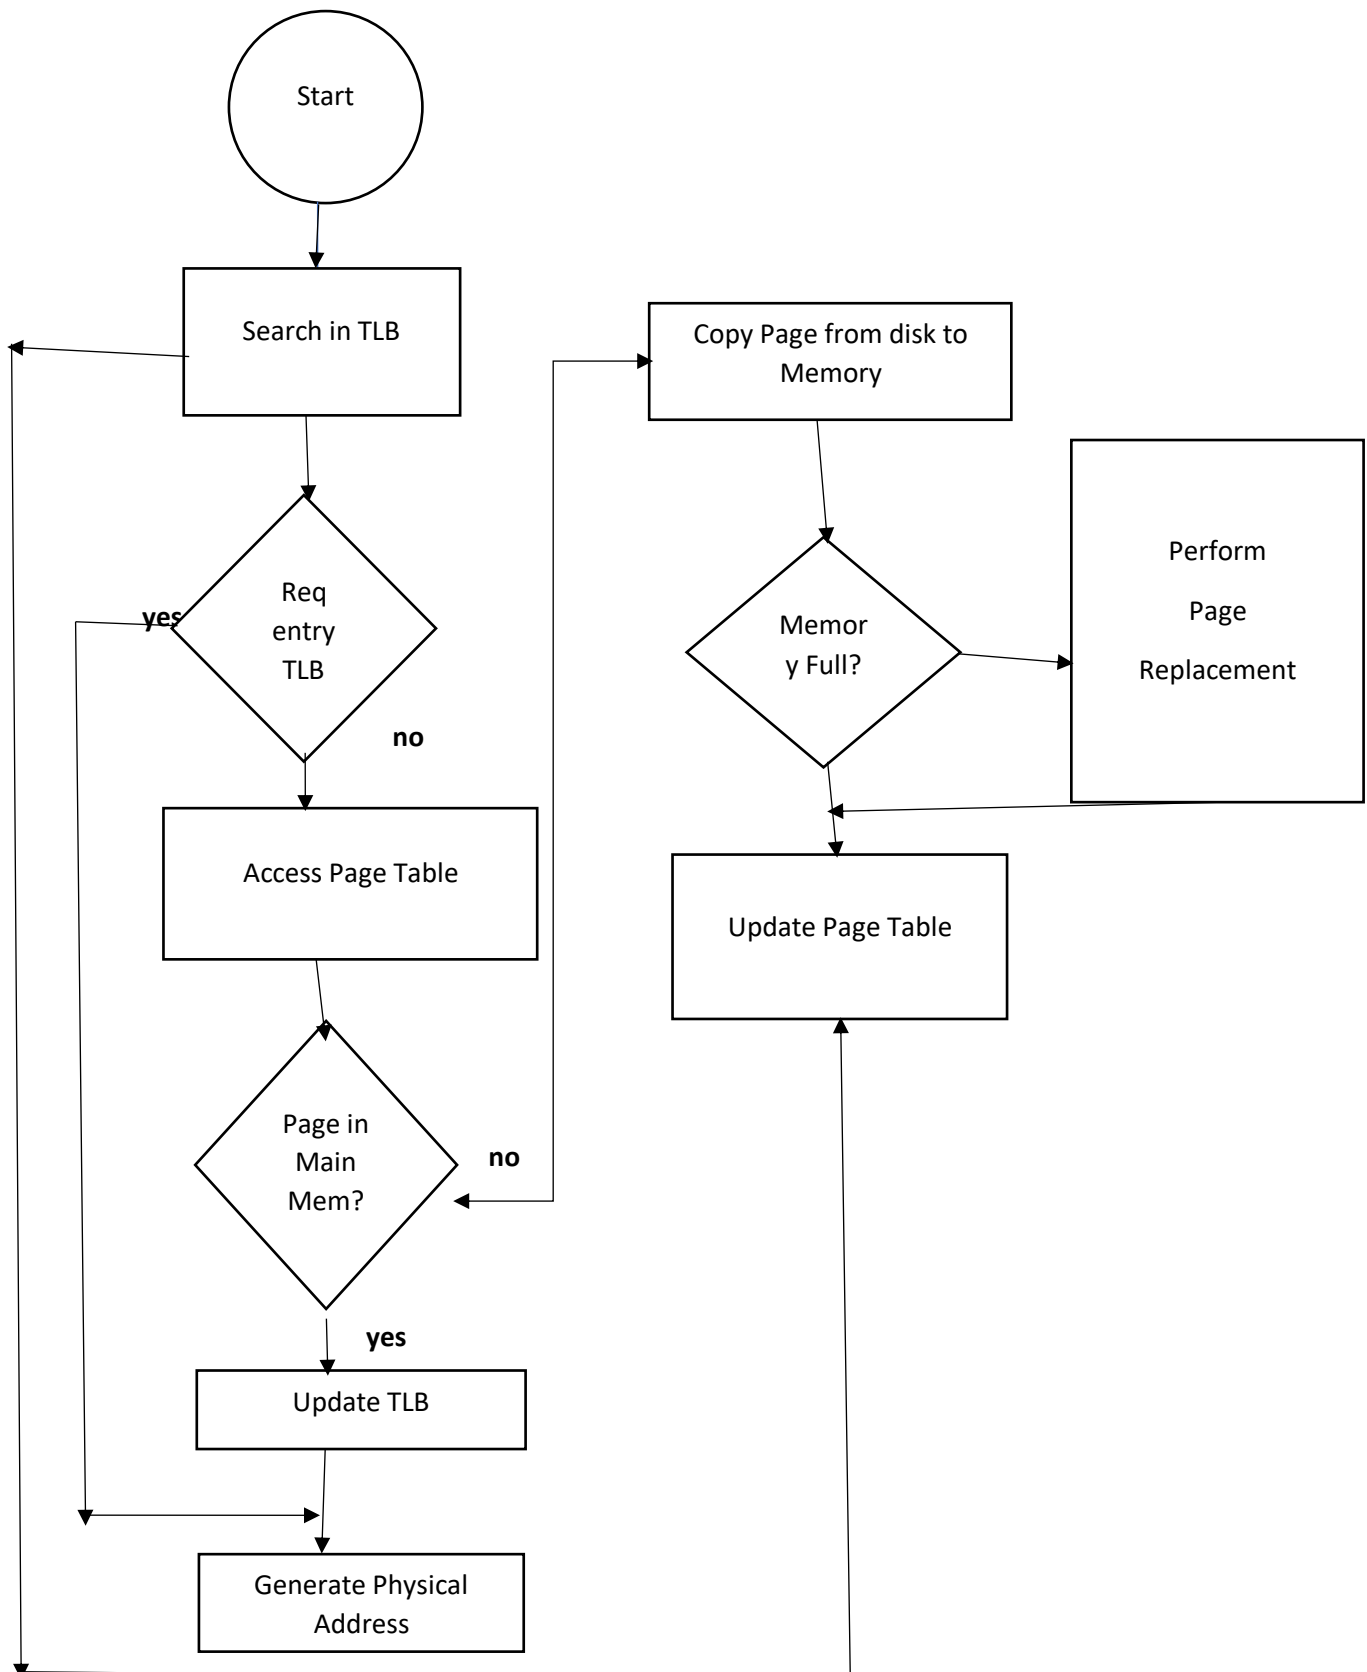 Start
Search in TLB
yes
Req
entry
TLB
no
Access Page Table
Page in
Main
Mem?
no
yes
Update TLB
Generate Physical
Address
Copy Page from disk to
Memory
Memor
y Full?
Perform
Page
Replacement
Update Page Table